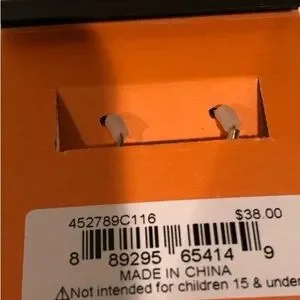 452789C116 $38.00
8 89295 65414 9
MADE IN CHINA
⚠Not intended for children 15 & under